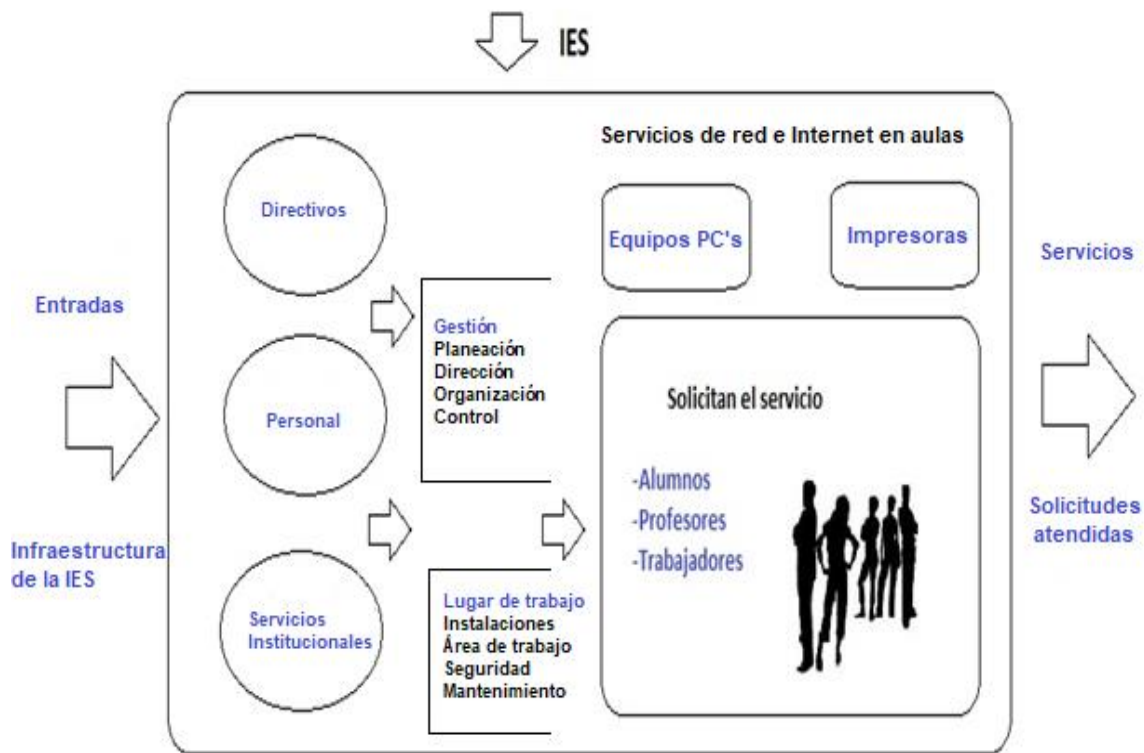 IES
Entradas
Infraestructura
de la IES
Directivos
Personal
Servicios
Institucionales
Gestión
Planeación
Dirección
Organización
Control
Lugar de trabajo
Instalaciones
Área de trabajo
Seguridad
Mantenimiento
Servicios de red e Internet en aulas
Equipos PC's
Impresoras
Solicitan el servicio
-Alumnos
-Profesores
-Trabajadores
Servicios
Solicitudes
atendidas